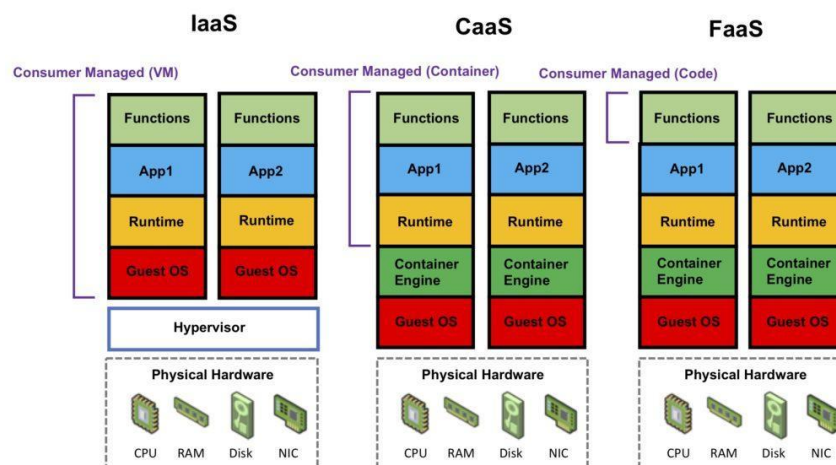 IaaS
Consumer Managed (VM)
Functions
Functions
App1
App2
Runtime
Runtime
Guest OS
Guest OS
Hypervisor
Physical Hardware
CPU
RAM
Disk
NIC
CaaS
Consumer Managed (Container)
Functions
Functions
App1
App2
Runtime
Runtime
Container
Engine
Container
Engine
Guest OS
Guest OS
Physical Hardware
CPU
RAM
Disk
NIC
FaaS
Consumer Managed (Code)
Functions
Functions
App1
App2
Runtime
Runtime
Container
Engine
Container
Engine
Guest OS
Guest OS
Physical Hardware
CPU
RAM
Disk
NIC